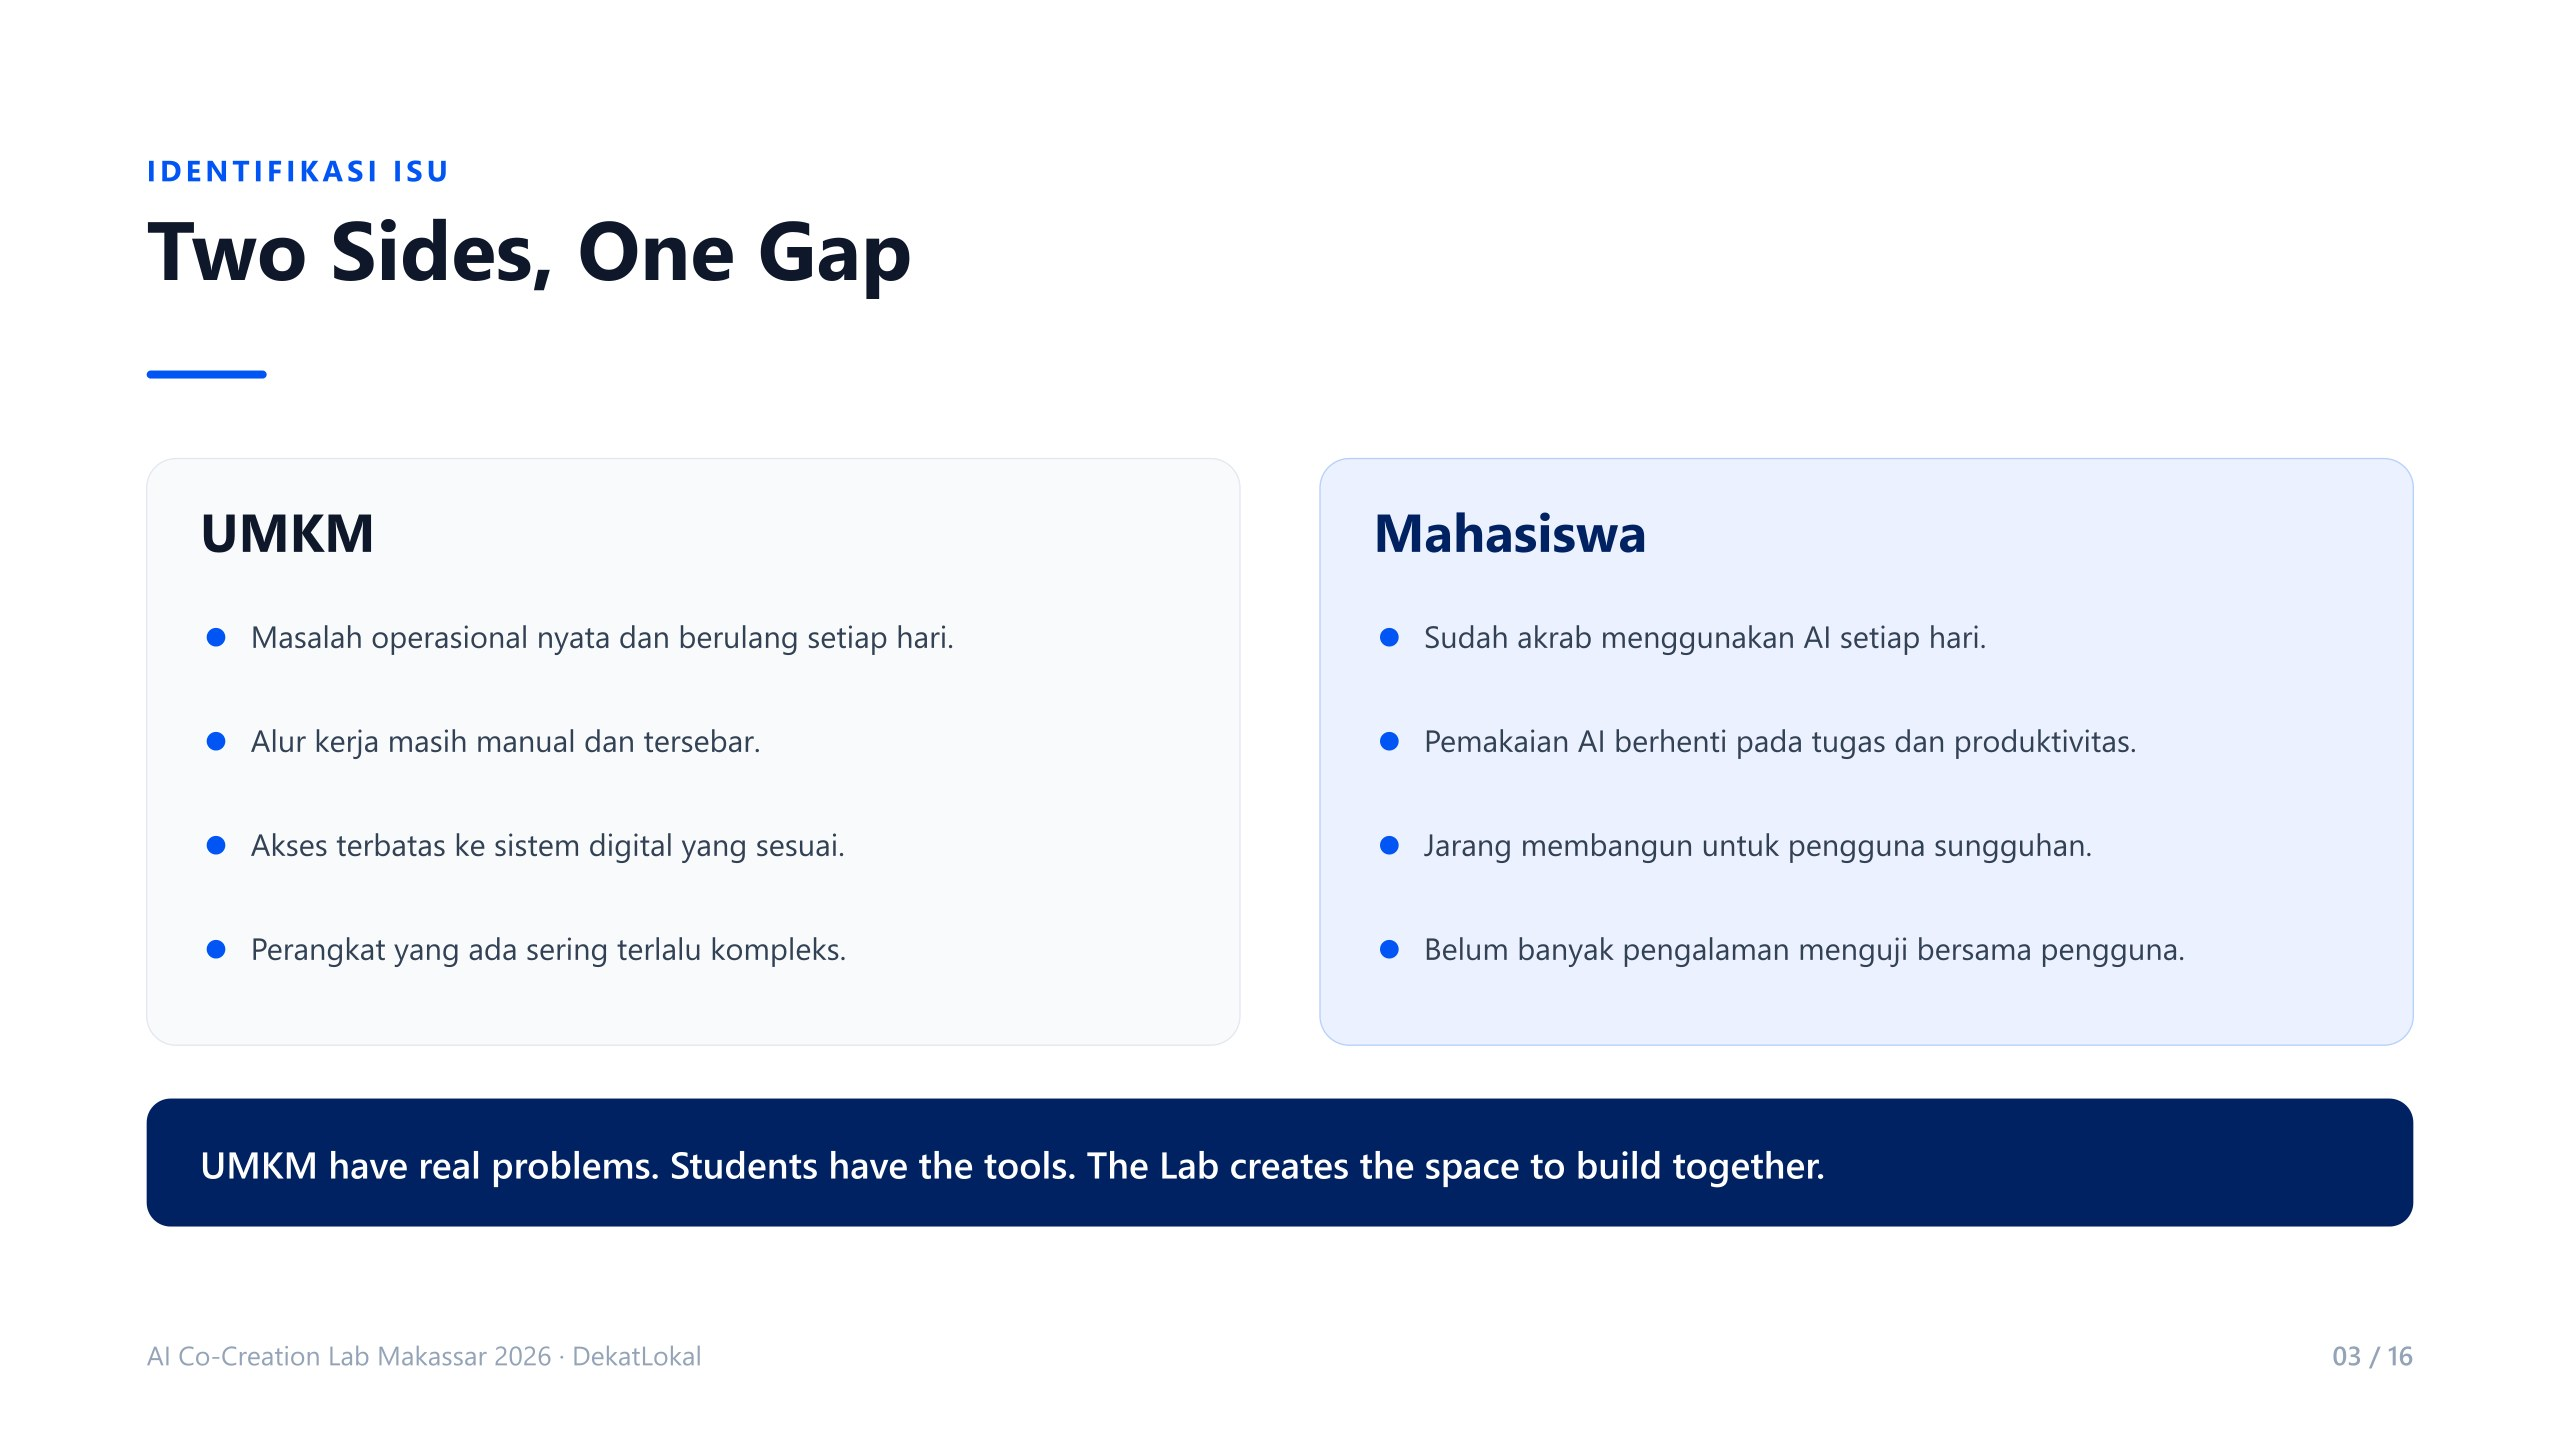 IDENTIFIKASI ISU
Two Sides, One Gap
UMKM
Masalah operasional nyata dan berulang setiap hari.
Alur kerja masih manual dan tersebar.
Akses terbatas ke sistem digital yang sesuai.
Perangkat yang ada sering terlalu kompleks.
Mahasiswa
Sudah akrab menggunakan AI setiap hari.
Pemakaian AI berhenti pada tugas dan produktivitas.
Jarang membangun untuk pengguna sungguhan.
Belum banyak pengalaman menguji bersama pengguna.
UMKM have real problems. Students have the tools. The Lab creates the space to build together.
AI Co-Creation Lab Makassar 2026 · DekatLokal
03 / 16